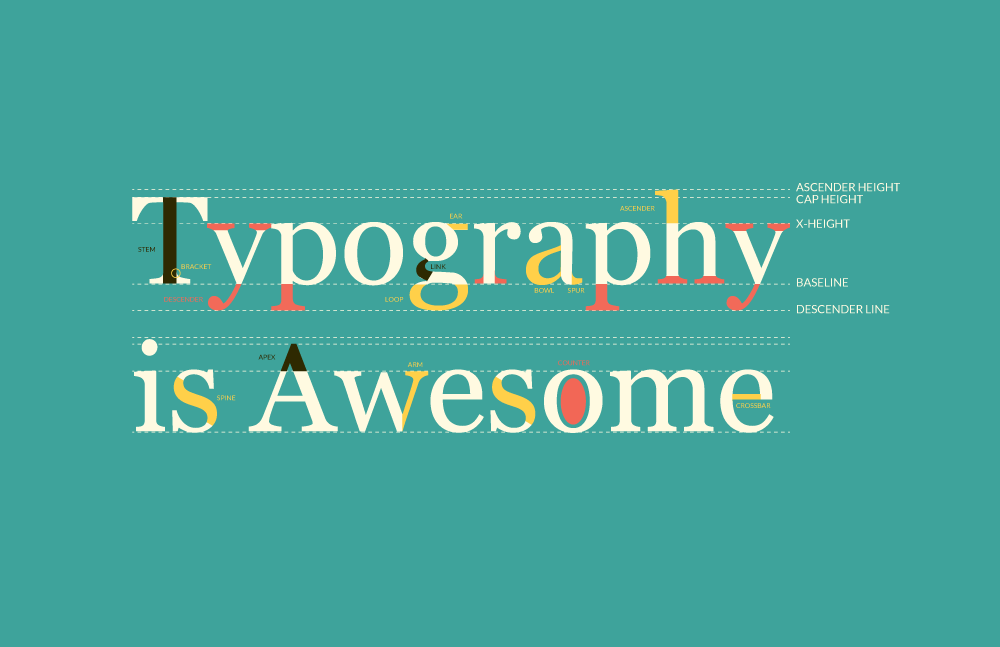 ASCENDER HEIGHT
CAP HEIGHT
ASCENDER
EAR
X-HEIGHT
Typography
STEM
BRACKET
LINK
BASELINE
BOWL SPUR
DESCENDER
LOOP
DESCENDER LINE
APEX
ARM
COUNTER
is Awesome
SPINE
CROSSBAR